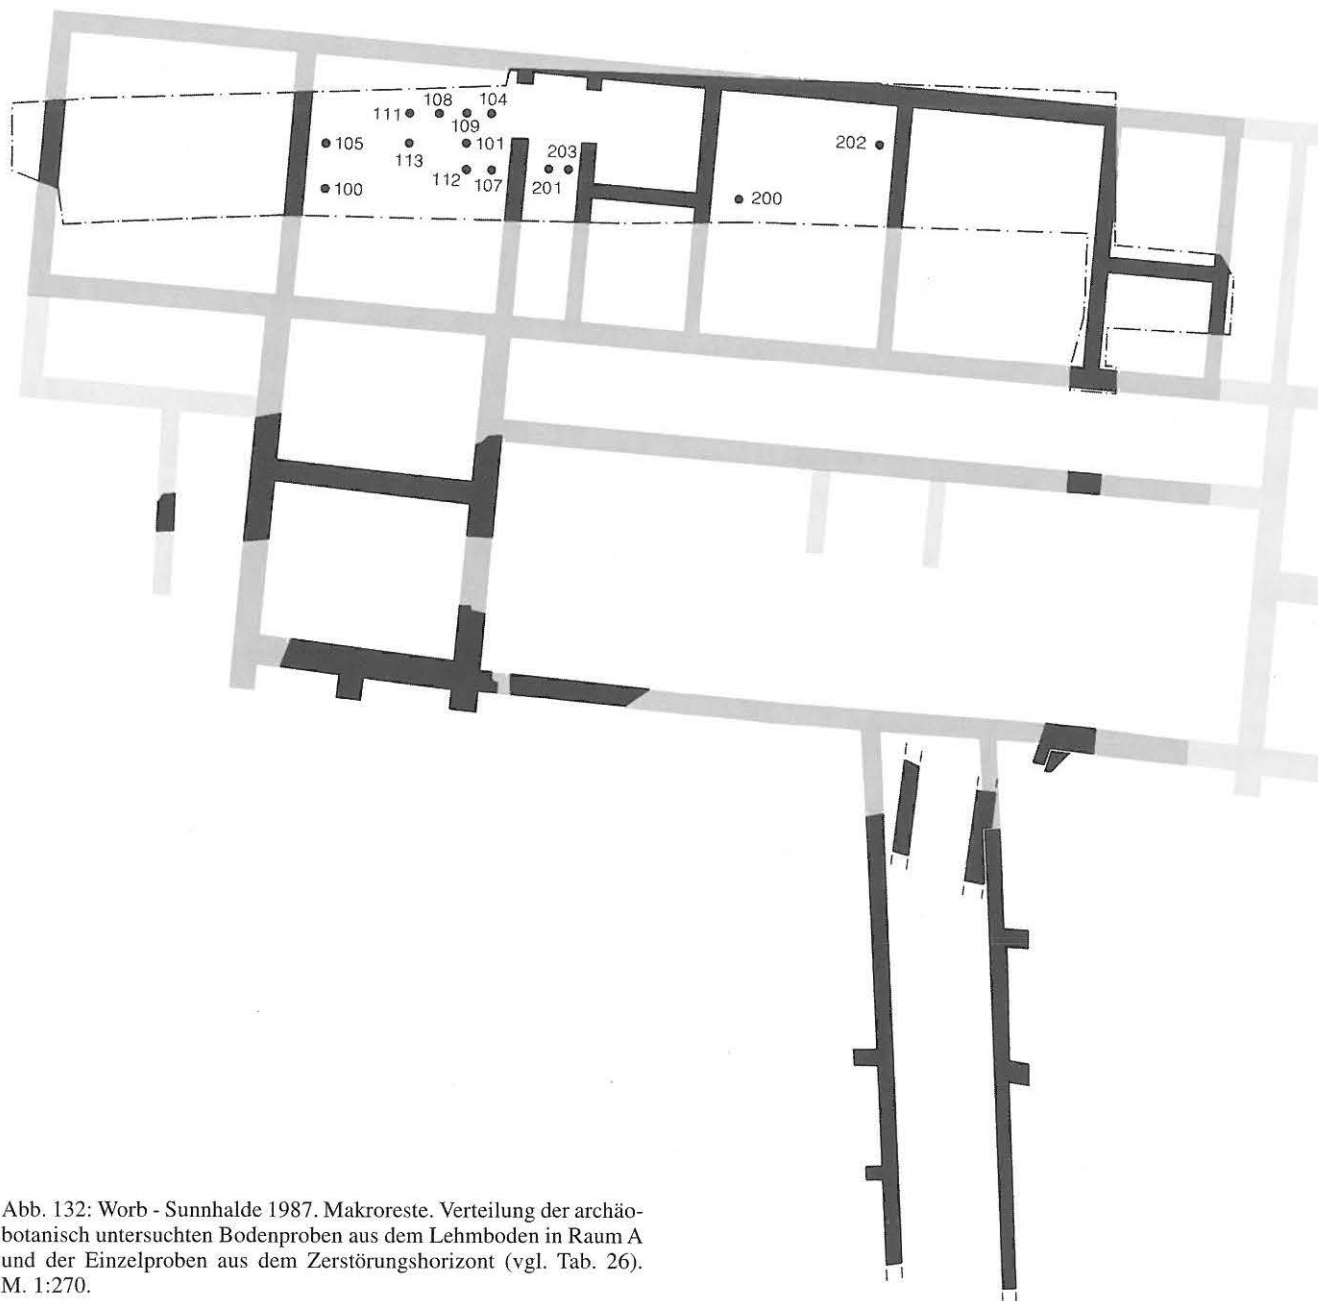 111 108 104
109
105 113 101
203
202
112 107 201
100
200
Abb. 132: Worb - Sunnhalde 1987. Makroreste. Verteilung der archäo-
botanisch untersuchten Bodenproben aus dem Lehmboden in Raum A
und der Einzelproben aus dem Zerstörungshorizont (vgl. Tab. 26).
M. 1:270.